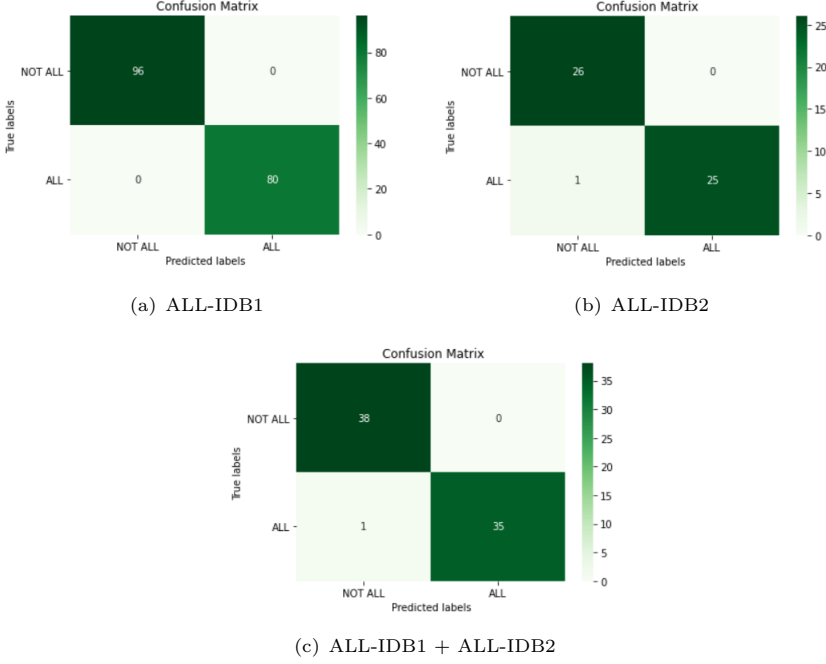 Confusion Matrix
NOT ALL
96
0
80
60
True labels
40
ALL
0
80
20
0
NOT ALL
ALL
Predicted labels
(a) ALL-IDB1
Confusion Matrix
25
NOT ALL
26
0
20
15
True labels
10
ALL
1
25
5
0
NOT ALL
ALL
Predicted labels
(b) ALL-IDB2
Confusion Matrix
35
NOT ALL
38
0
30
25
20
True labels
15
ALL
1
35
10
5
0
NOT ALL
ALL
Predicted labels
(c) ALL-IDB1 + ALL-IDB2